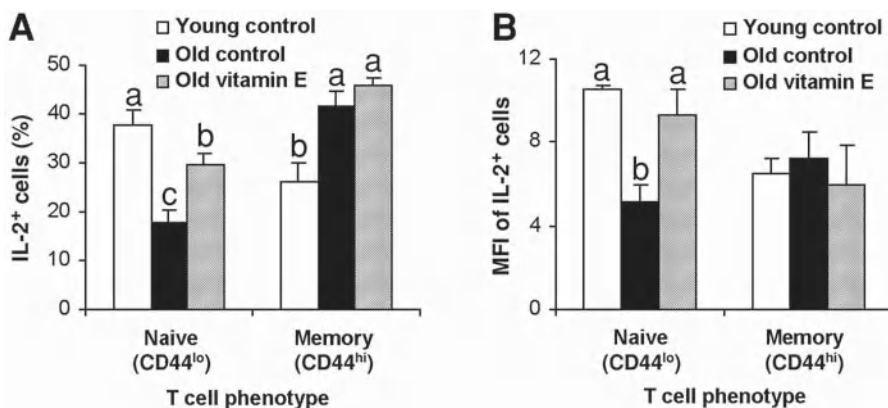 A
Young control
Old control
Old vitamin E
IL-2⁺ cells (%)
50
40
30
20
10
0
a
c
b
b
a
a
Naive
(CD44ˡᵒ)
Memory
(CD44ʰⁱ)
T cell phenotype
B
Young control
Old control
Old vitamin E
MFI of IL-2⁺ cells
12
9
6
4
0
a
b
a
Naive
(CD44ˡᵒ)
Memory
(CD44ʰⁱ)
T cell phenotype